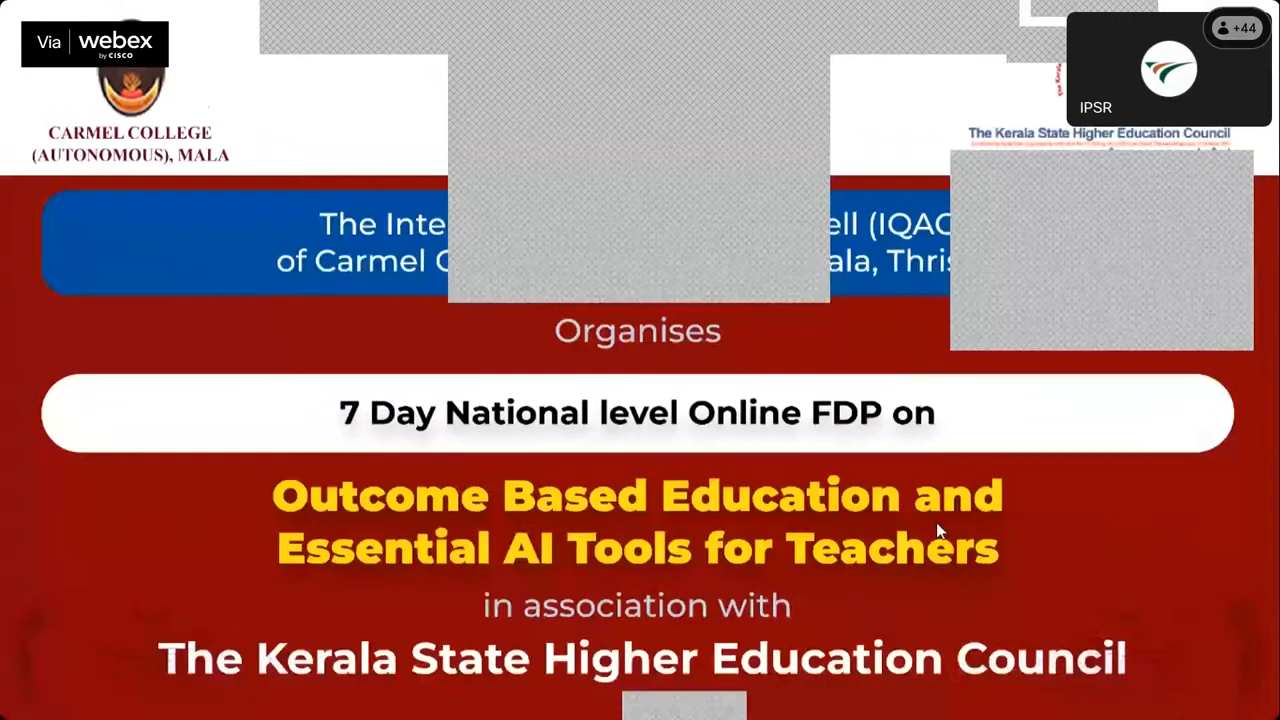 Via webex
by CISCO
+44
IPSR
CARMEL COLLEGE
(AUTONOMOUS), MALA
The Kerala State Higher Education Council
The Inte ell (IQAC
of Carmel C ala, Thris
Organises
7 Day National level Online FDP on
Outcome Based Education and
Essential AI Tools for Teachers
in association with
The Kerala State Higher Education Council